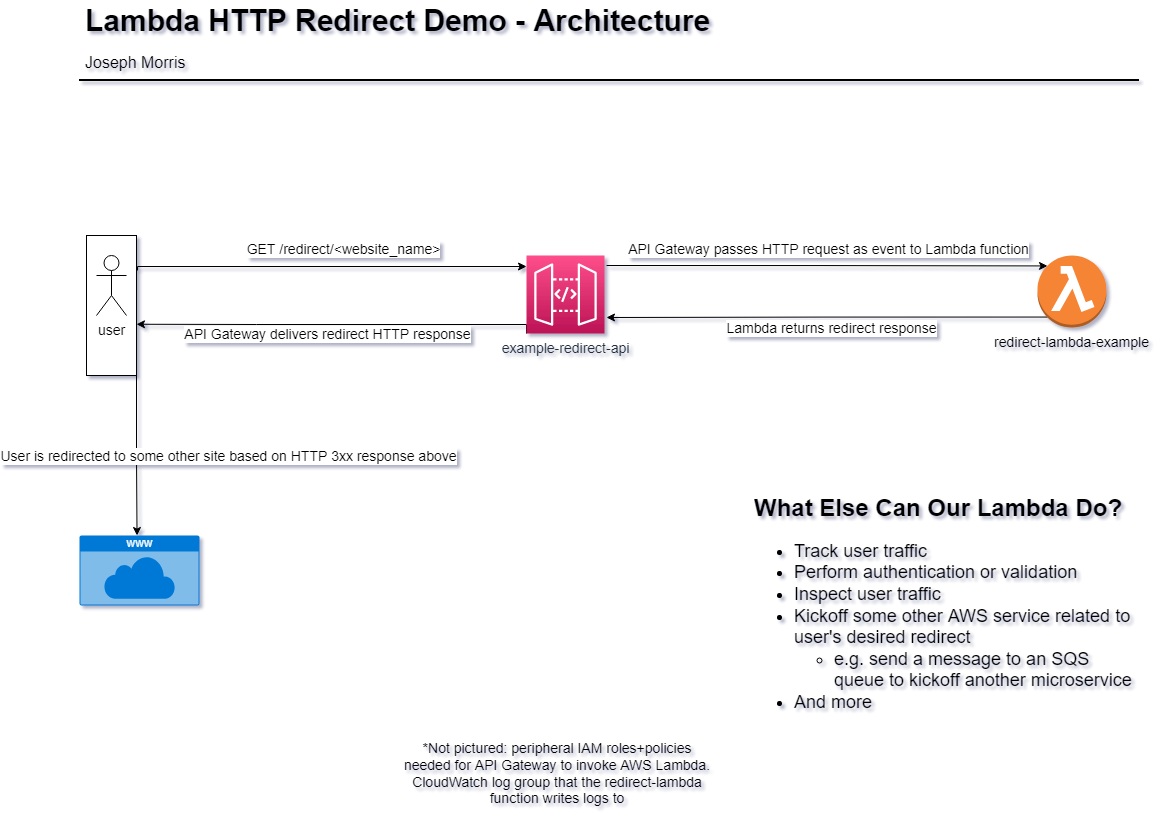 Lambda HTTP Redirect Demo - Architecture
Joseph Morris
GET /redirect/<website_name>
API Gateway passes HTTP request as event to Lambda function
</>
user
API Gateway delivers redirect HTTP response
Lambda returns redirect response
example-redirect-api
redirect-lambda-example
User is redirected to some other site based on HTTP 3xx response above
www
What Else Can Our Lambda Do?
• Track user traffic
• Perform authentication or validation
• Inspect user traffic
• Kickoff some other AWS service related to
user's desired redirect
◦ e.g. send a message to an SQS
queue to kickoff another microservice
• And more
*Not pictured: peripheral IAM roles+policies
needed for API Gateway to invoke AWS Lambda.
CloudWatch log group that the redirect-lambda
function writes logs to